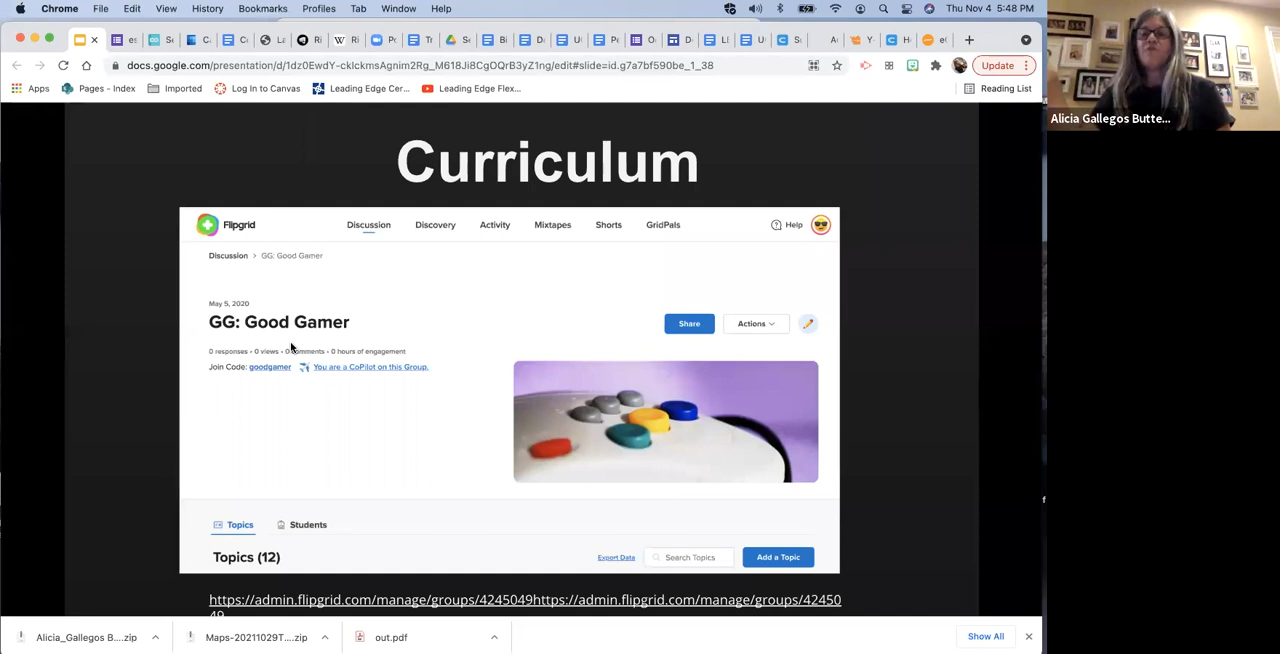 Chrome File Edit View History Bookmarks Profiles Tab Window Help Thu Nov 4 5:48 PM
docs.google.com/presentation/d/1dz0EwdY-cklckmsAgnim2Rg_M618Ji8CgQCFiDyZ1ng/edit#slide=id.g7a7bf590be_1_38 Update
Apps Pages - Index Imported Log In to Canvas Leading Edge Cer... Leading Edge Flex... Reading List
Alicia Gallegos Butte...
Curriculum
Flipgrid Discussion Discovery Activity Mixtapes Shorts GridPals Help
Discussion > GG: Good Gamer
May 5, 2020
GG: Good Gamer
Share Actions
0 responses • 0 views • 0 comments • 0 hours of engagement
Join Code: goodgamer You are a CoPilot on this Group.
Topics Students
Topics (12) Export Data Search Topics Add a Topic
https://admin.flipgrid.com/manage/groups/4245049https://admin.flipgrid.com/manage/groups/42450
49
Alicia_Gallegos B....zip Maps-20211029T....zip out.pdf Show All